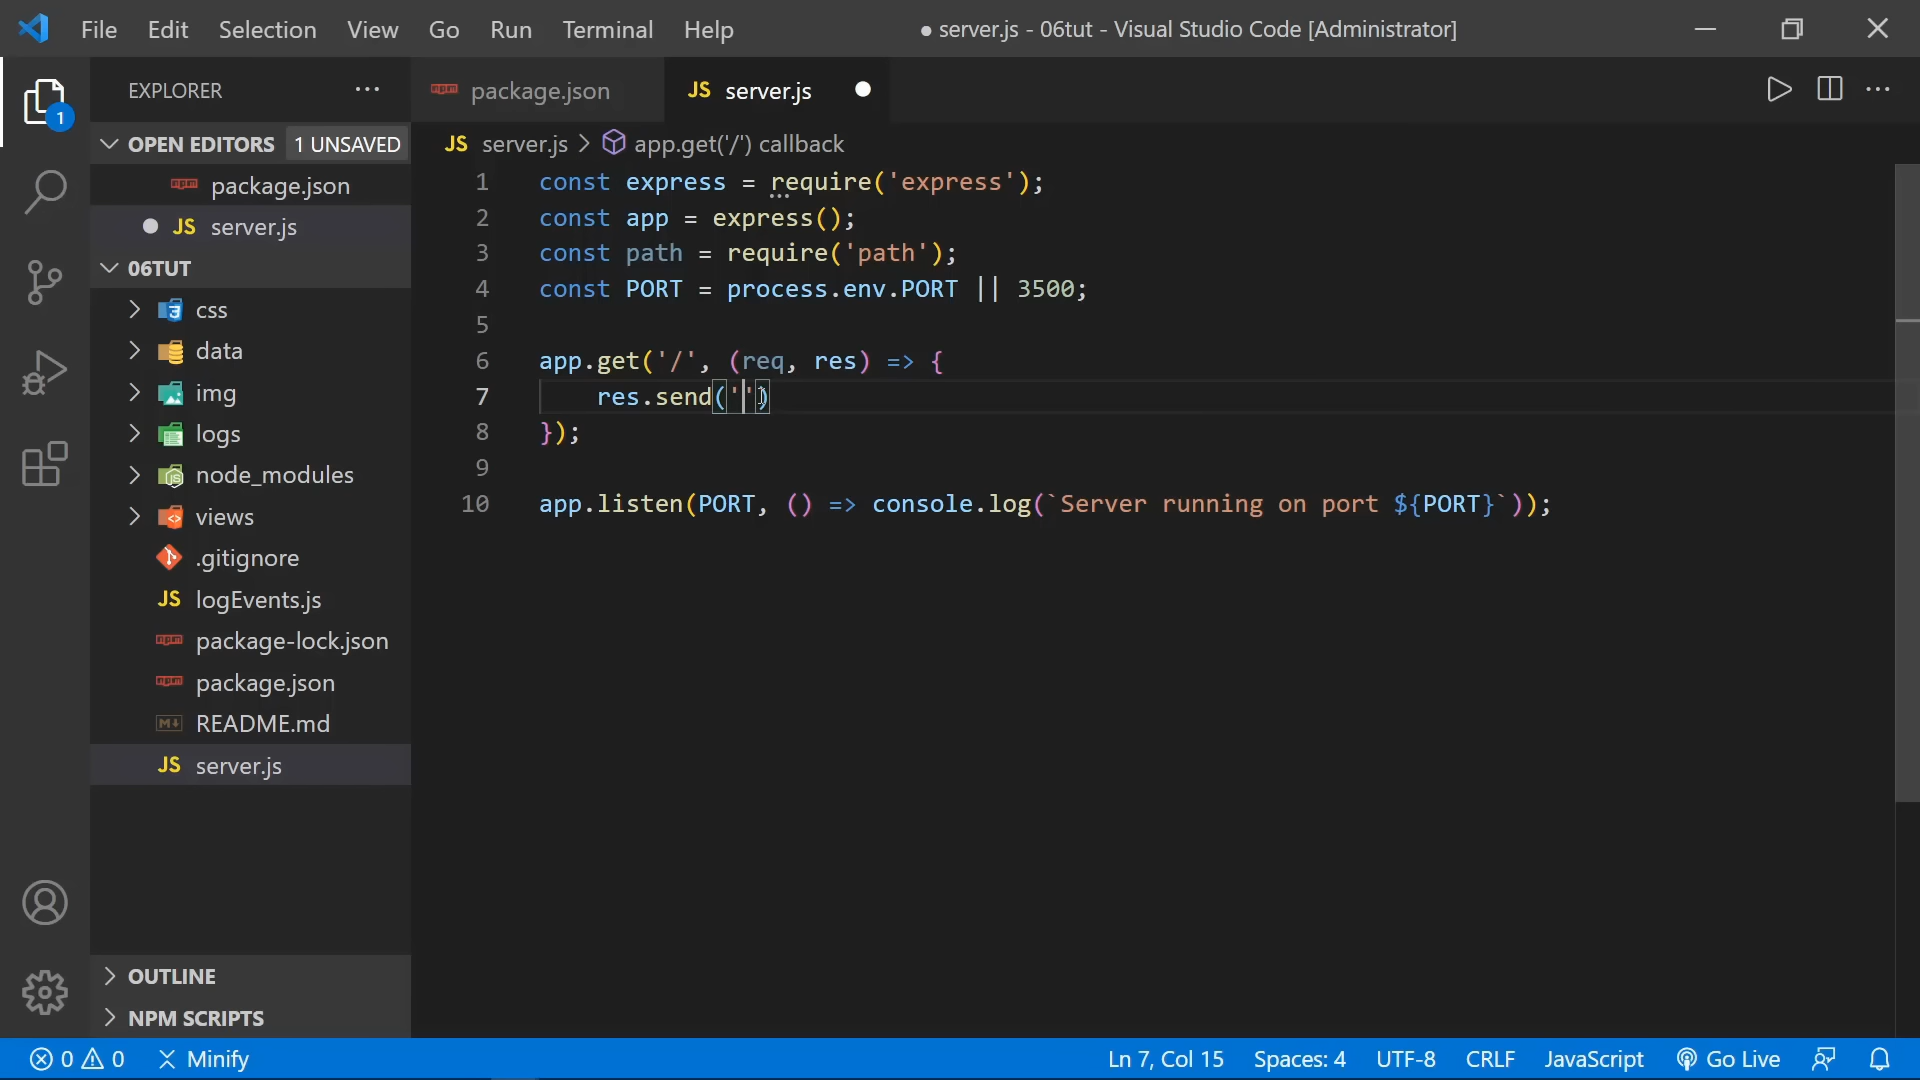 File Edit Selection View Go Run Terminal Help
● server.js - 06tut - Visual Studio Code [Administrator]
EXPLORER ···
1
OPEN EDITORS 1 UNSAVED
package.json
● JS server.js
06TUT
css
data
img
logs
node_modules
views
.gitignore
JS logEvents.js
package-lock.json
package.json
README.md
JS server.js
OUTLINE
NPM SCRIPTS
package.json JS server.js ●
JS server.js > app.get('/') callback
1 const express = require('express');
2 const app = express();
3 const path = require('path');
4 const PORT = process.env.PORT || 3500;
5
6 app.get('/', (req, res) => {
7 res.send('')
8 });
9
10 app.listen(PORT, () => console.log(`Server running on port ${PORT}`));
0 0 Minify Ln 7, Col 15 Spaces: 4 UTF-8 CRLF JavaScript Go Live